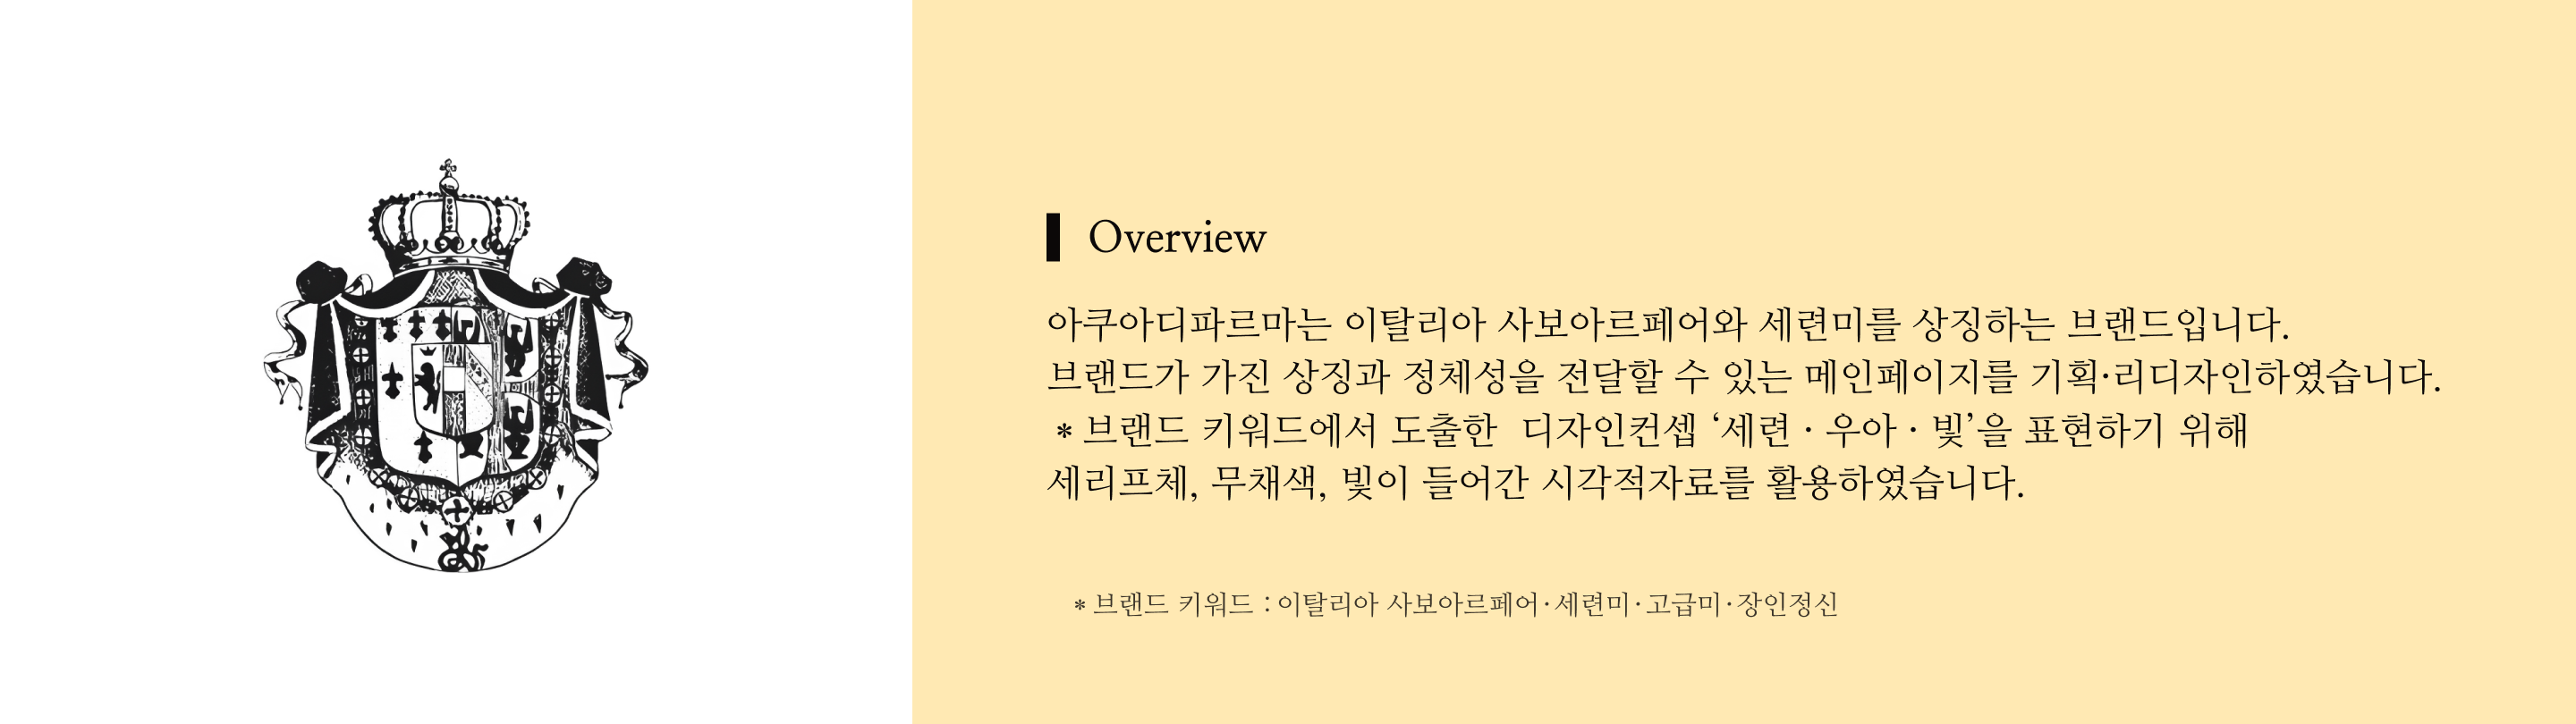 Overview
아쿠아디파르마는 이탈리아 사보아르페어와 세련미를 상징하는 브랜드입니다.
브랜드가 가진 상징과 정체성을 전달할 수 있는 메인페이지를 기획·리디자인하였습니다.
* 브랜드 키워드에서 도출한 디자인컨셉 ‘세련 · 우아 · 빛’을 표현하기 위해
세리프체, 무채색, 빛이 들어간 시각적자료를 활용하였습니다.
* 브랜드 키워드 : 이탈리아 사보아르페어·세련미·고급미·장인정신